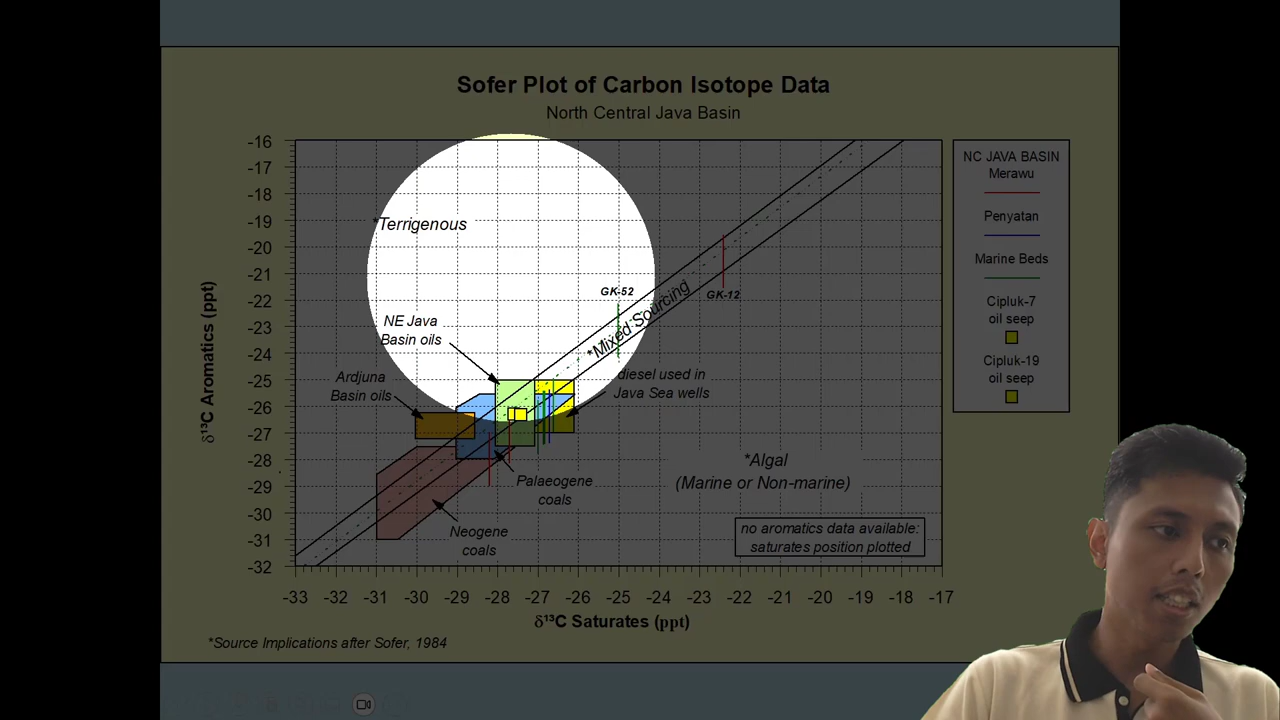 Sofer Plot of Carbon Isotope Data
North Central Java Basin
-16
-17
-18
-19
-20
-21
-22
-23
-24
-25
-26
-27
-28
-29
-30
-31
-32
δ¹³C Aromatics (ppt)
*Terrigenous
GK-52
GK-12
*Mixed Sourcing
NE Java
Basin oils
Ardjuna
Basin oils
diesel used in
Java Sea wells
*Algal
(Marine or Non-marine)
Palaeogene
coals
Neogene
coals
no aromatics data available:
saturates position plotted
-33 -32 -31 -30 -29 -28 -27 -26 -25 -24 -23 -22 -21 -20 -19 -18 -17
δ¹³C Saturates (ppt)
*Source Implications after Sofer, 1984
NC JAVA BASIN
Merawu
Penyatan
Marine Beds
Cipluk-7
oil seep
Cipluk-19
oil seep